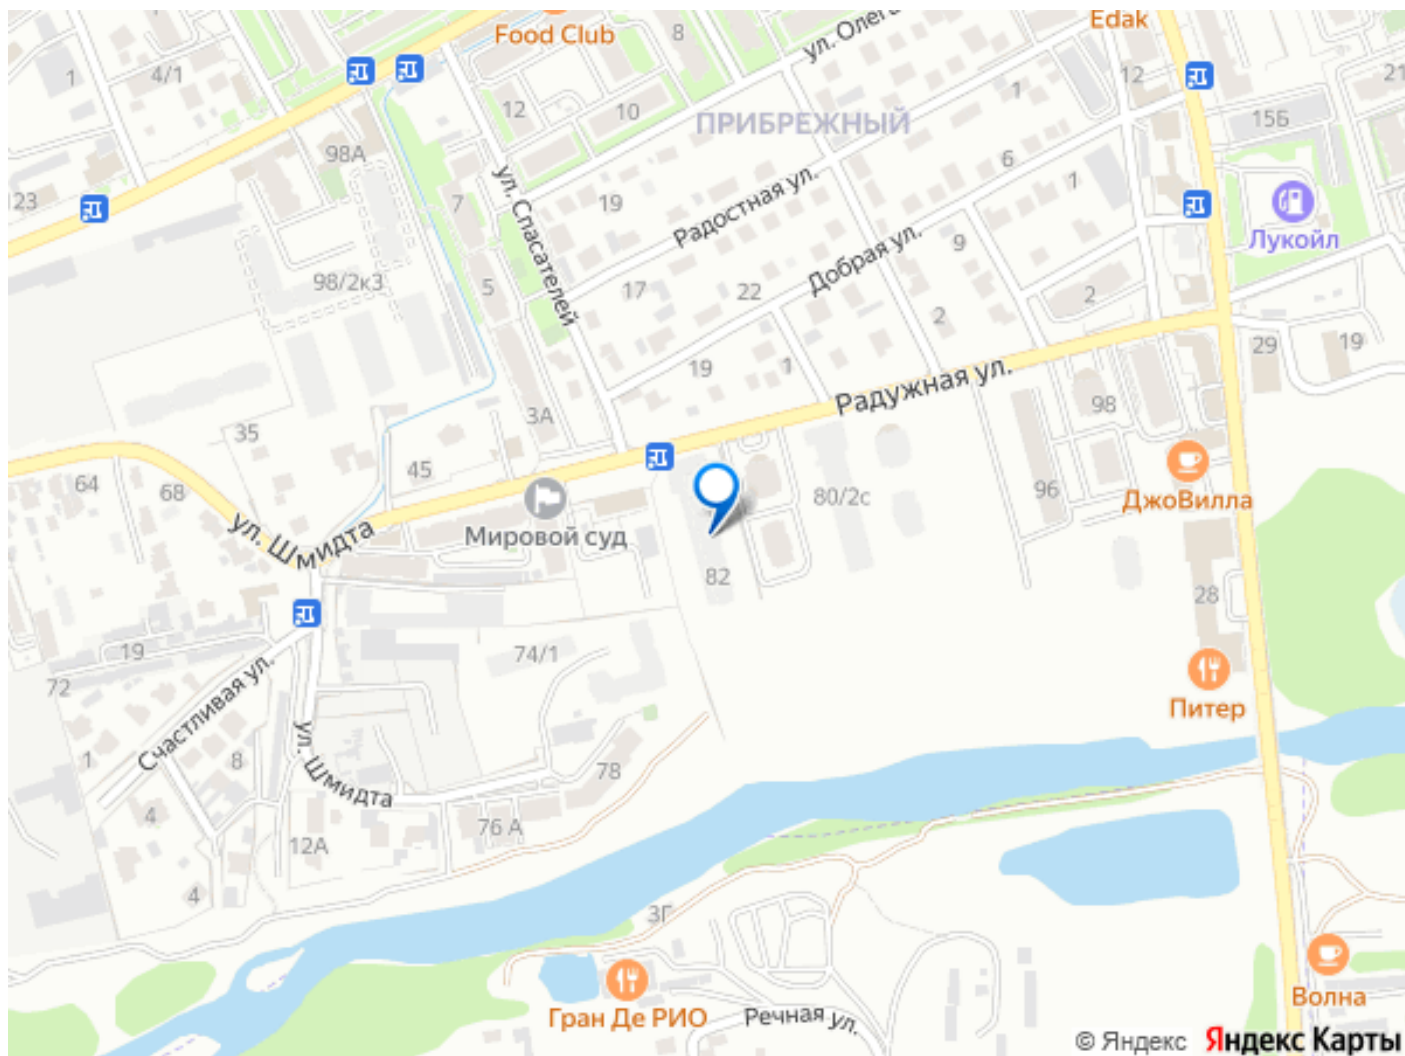 Food Club
8
ул. Олега
Edak
1
4/1
12
21
1
12
10
ПРИБРЕЖНЫЙ
15Б
98А
6
7
ул. Спасателей
19
Радостная ул.
1
123
Лукойл
Добрая ул.
9
98/2к3
5
17
22
2
2
19
1
29
19
Радужная ул.
98
3А
35
45
64
68
96
80/2с
ДжоВилла
ул. Шмидта
Мировой суд
82
28
19
74/1
72
Счастливая ул.
Питер
1
8
ул. Шмидта
78
4
76 А
12А
4
3Г
Гран Де РИО
Речная ул.
Волна
© Яндекс Яндекс Карты